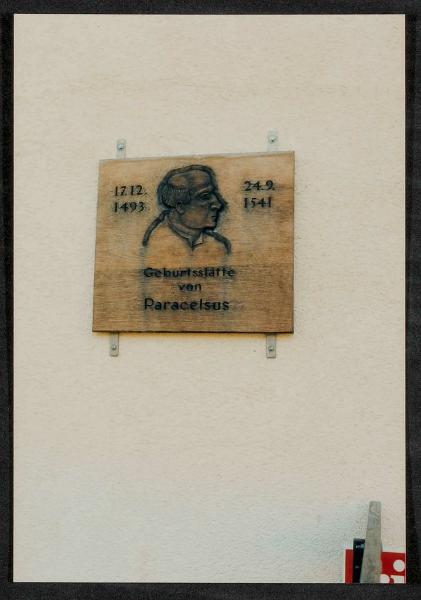 17.12.
1493
24.9.
1541
Geburtsstätte
von
Paracelsus